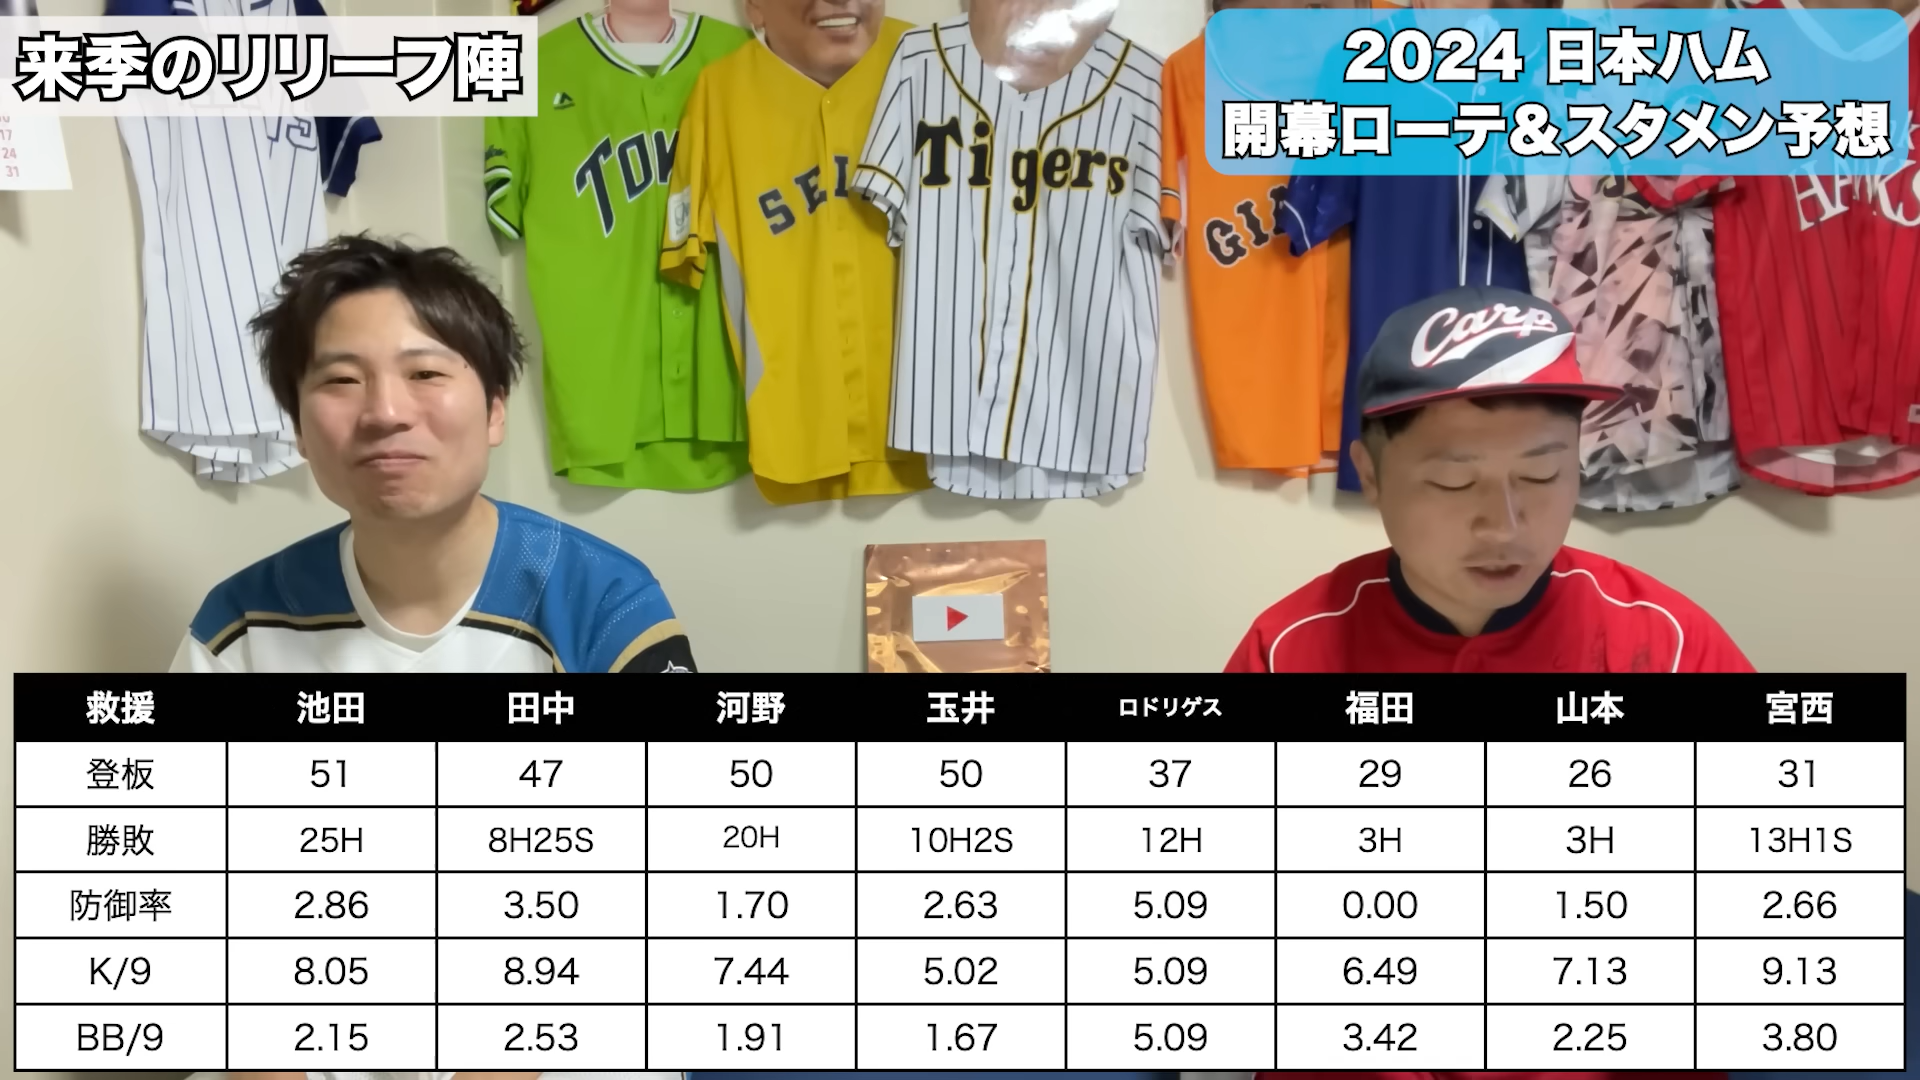 来季のリリーフ陣
2024 日本ハム
開幕ローテ&スタメン予想
17
24
31
Tigers
Carp
救援 池田 田中 河野 玉井 ロドリゲス 福田 山本 宮西
登板 51 47 50 50 37 29 26 31
勝敗 25H 8H25S 20H 10H2S 12H 3H 3H 13H1S
防御率 2.86 3.50 1.70 2.63 5.09 0.00 1.50 2.66
K/9 8.05 8.94 7.44 5.02 5.09 6.49 7.13 9.13
BB/9 2.15 2.53 1.91 1.67 5.09 3.42 2.25 3.80